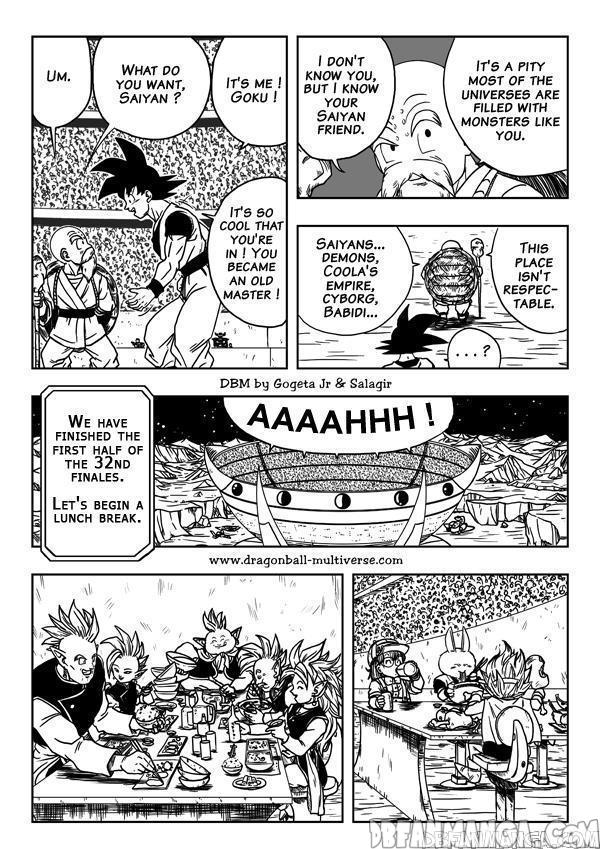 UM.
WHAT DO
YOU WANT,
SAIYAN ?
IT'S ME !
GOKU !
IT'S SO
COOL THAT
YOU'RE
IN ! YOU
BECAME
AN OLD
MASTER !
I DON'T
KNOW YOU,
BUT I KNOW
YOUR
SAIYAN
FRIEND.
IT'S A PITY
MOST OF THE
UNIVERSES
ARE FILLED
WITH
MONSTERS LIKE
YOU.
SAIYANS...
DEMONS,
COOLA'S
EMPIRE,
CYBORG,
BABIDI...
THIS
PLACE
ISN'T
RESPEC-
TABLE.
...?
DBM by Gogeta Jr & Salagir
WE HAVE
FINISHED THE
FIRST HALF OF
THE 32ND
FINALES.
LET'S BEGIN A
LUNCH BREAK.
AAAAHHH !
www.dragonball-multiverse.com
DBFANMANGA.COM